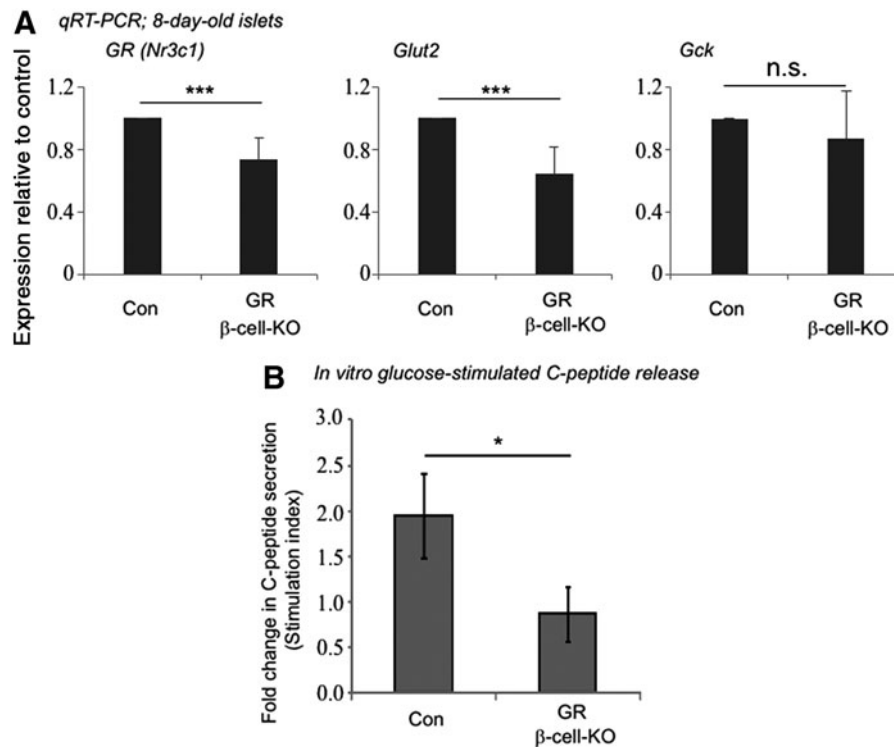 A qRT-PCR; 8-day-old islets
GR (Nr3c1)
Glut2
Gck
Expression relative to control
1.2
0.8
0.4
0
***
Con
GR
β-cell-KO
1.2
0.8
0.4
0
***
Con
GR
β-cell-KO
1.2
0.8
0.4
0
n.s.
Con
GR
β-cell-KO
B In vitro glucose-stimulated C-peptide release
Fold change in C-peptide secretion
(Stimulation index)
3.0
2.5
2.0
1.5
1.0
0.5
0.0
*
Con
GR
β-cell-KO